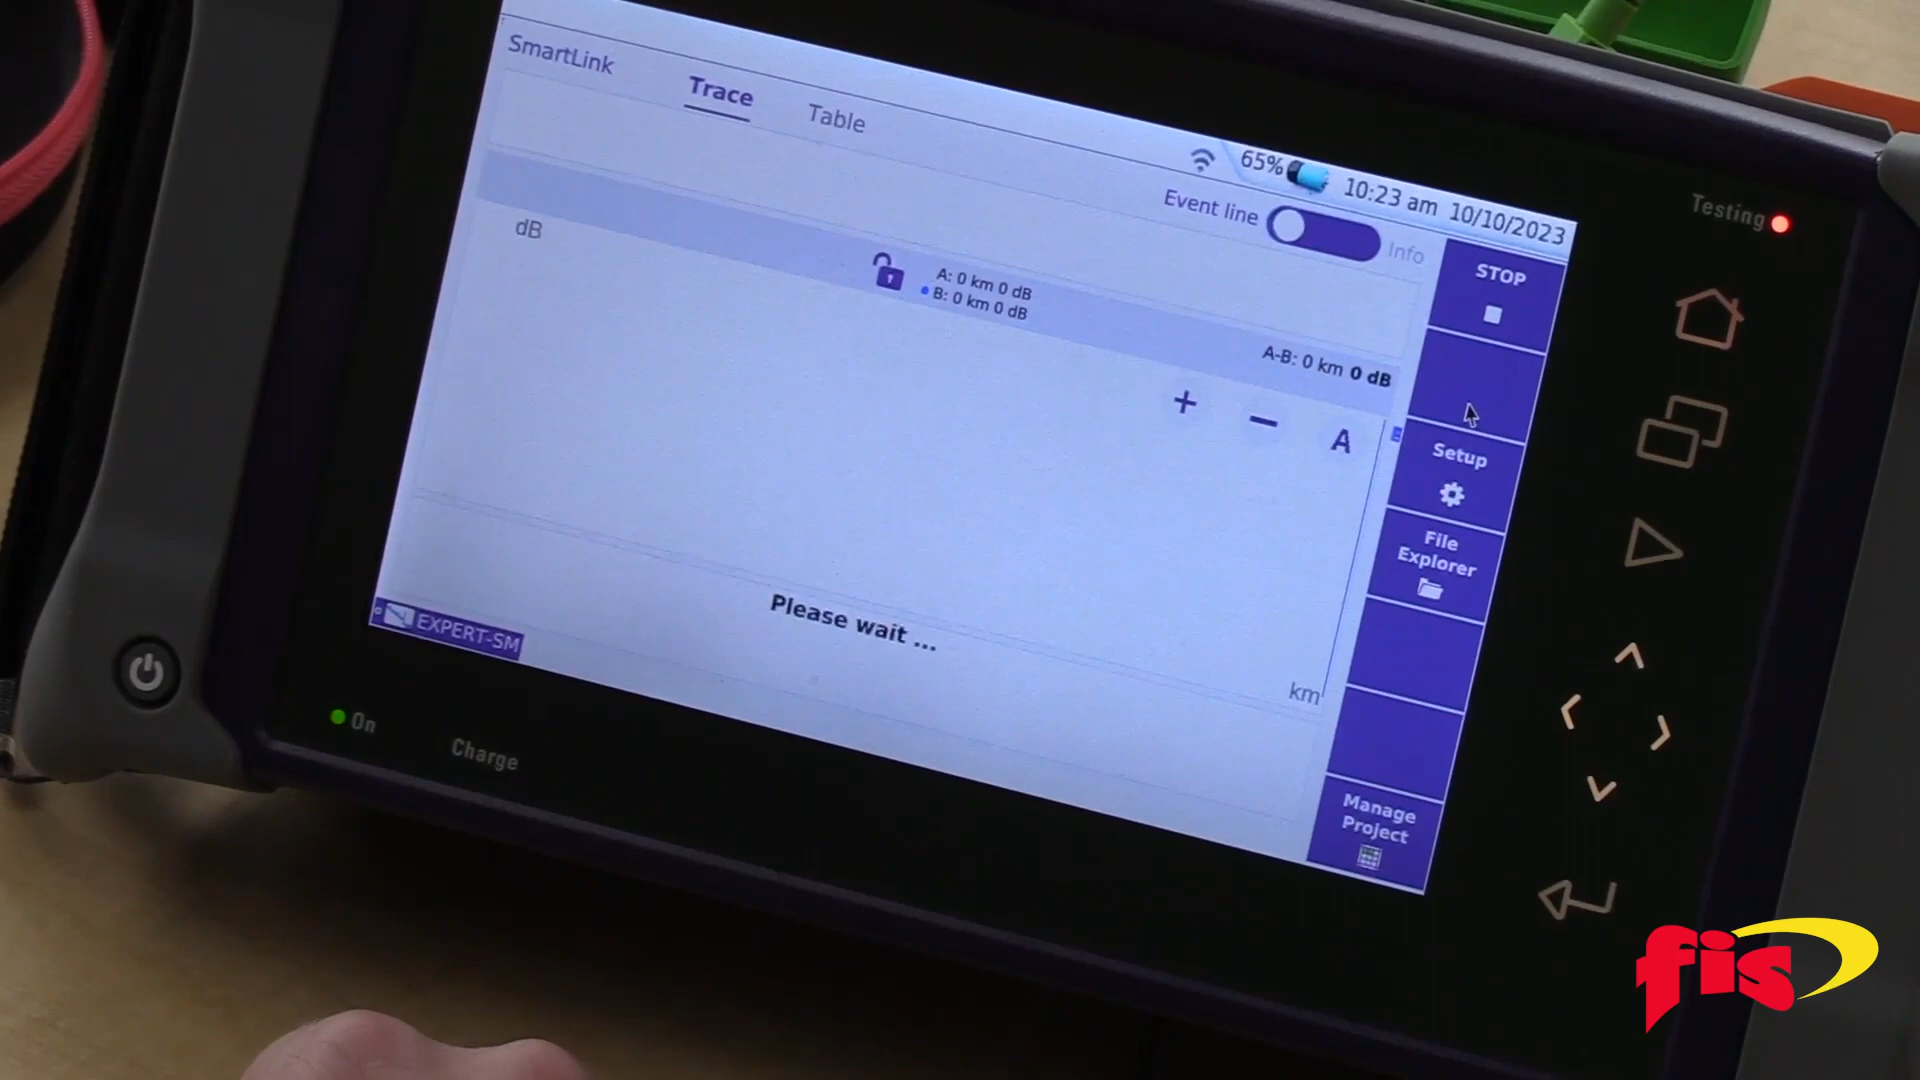 SmartLink
Trace
Table
65%
10:23 am 10/10/2023
Event line
Info
Testing
dB
A: 0 km 0 dB
B: 0 km 0 dB
A-B: 0 km 0 dB
+
−
A
STOP
Setup
File
Explorer
Please wait ...
km
EXPERT-SM
Manage
Project
On
Charge
fis